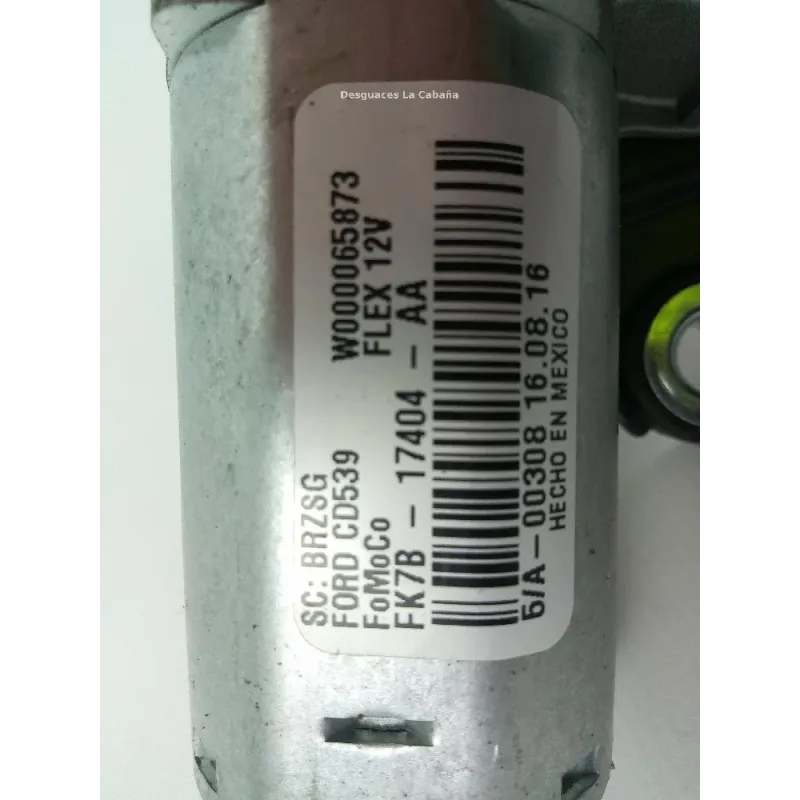 Desguaces La Cabaña
SC: BRZSG W000065873
FORD CD539 FLEX 12V
FoMoCo
FK7B - 17404 - AA
5/A-00308 16.08.16
HECHO EN MEXICO